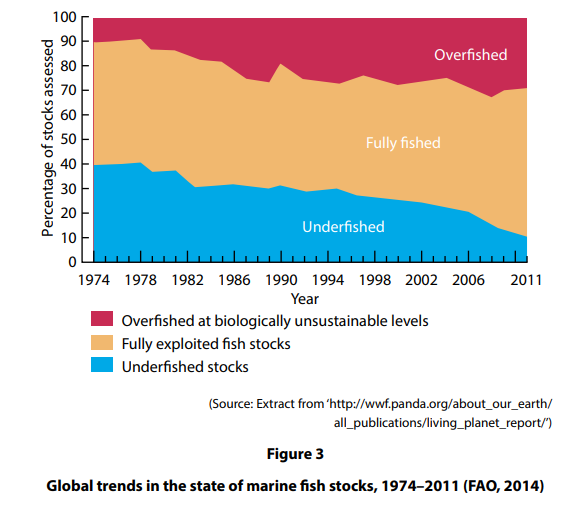 Percentage of stocks assessed
100
90
80
70
60
50
40
30
20
10
0
Overfished
Fully fished
Underfished
1974 1978 1982 1986 1990 1994 1998 2002 2006 2011
Year
Overfished at biologically unsustainable levels
Fully exploited fish stocks
Underfished stocks
(Source: Extract from ‘http://wwf.panda.org/about_our_earth/
all_publications/living_planet_report/’)
Figure 3
Global trends in the state of marine fish stocks, 1974–2011 (FAO, 2014)